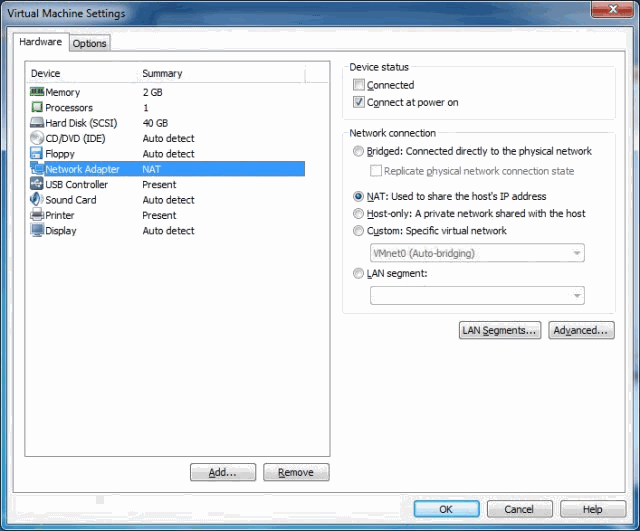 Virtual Machine Settings
Hardware
Options
Device Summary
Memory 2 GB
Processors 1
Hard Disk (SCSI) 40 GB
CD/DVD (IDE) Auto detect
Floppy Auto detect
Network Adapter NAT
USB Controller Present
Sound Card Auto detect
Printer Present
Display Auto detect
Add...
Remove
Device status
Connected
Connect at power on
Network connection
Bridged: Connected directly to the physical network
Replicate physical network connection state
NAT: Used to share the host's IP address
Host-only: A private network shared with the host
Custom: Specific virtual network
VMnet0 (Auto-bridging)
LAN segment:
LAN Segments...
Advanced...
OK
Cancel
Help